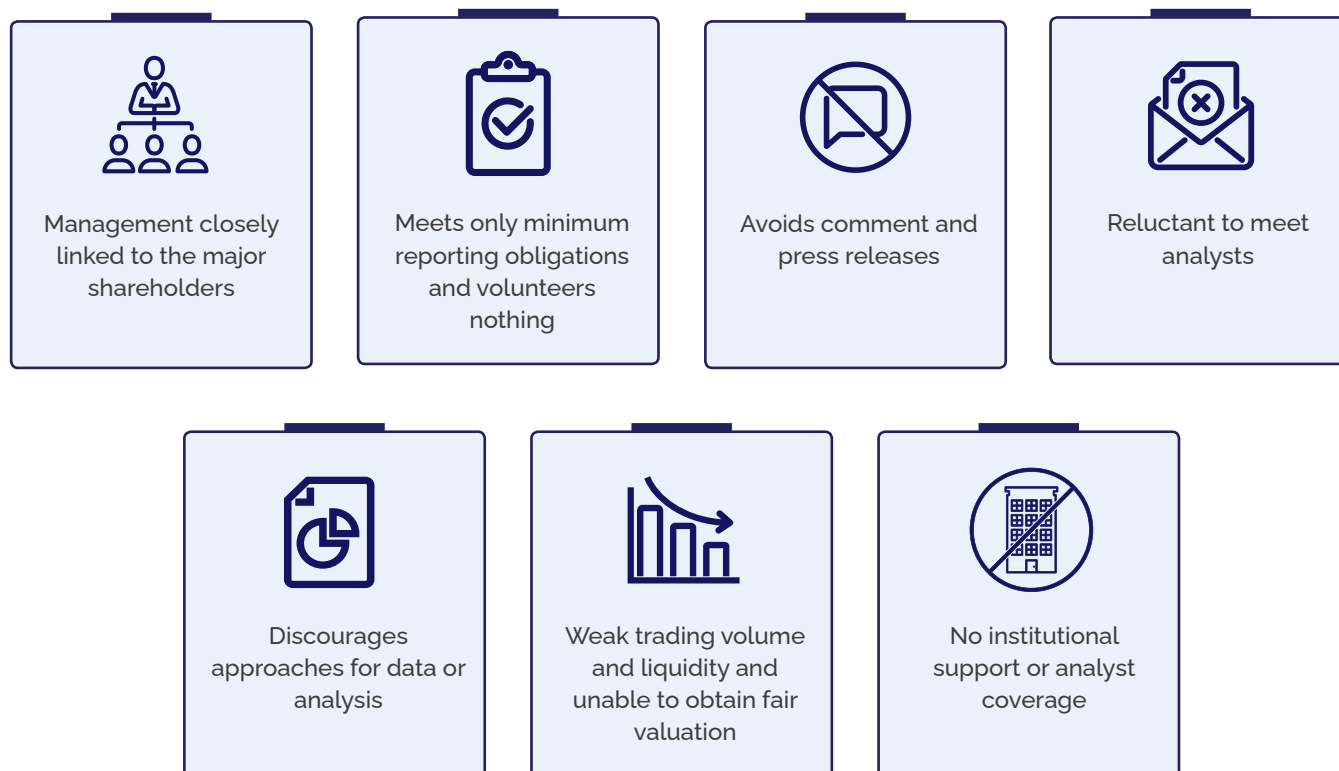 Management closely
linked to the major
shareholders
Meets only minimum
reporting obligations
and volunteers
nothing
Avoids comment and
press releases
Reluctant to meet
analysts
Discourages
approaches for data or
analysis
Weak trading volume
and liquidity and
unable to obtain fair
valuation
No institutional
support or analyst
coverage